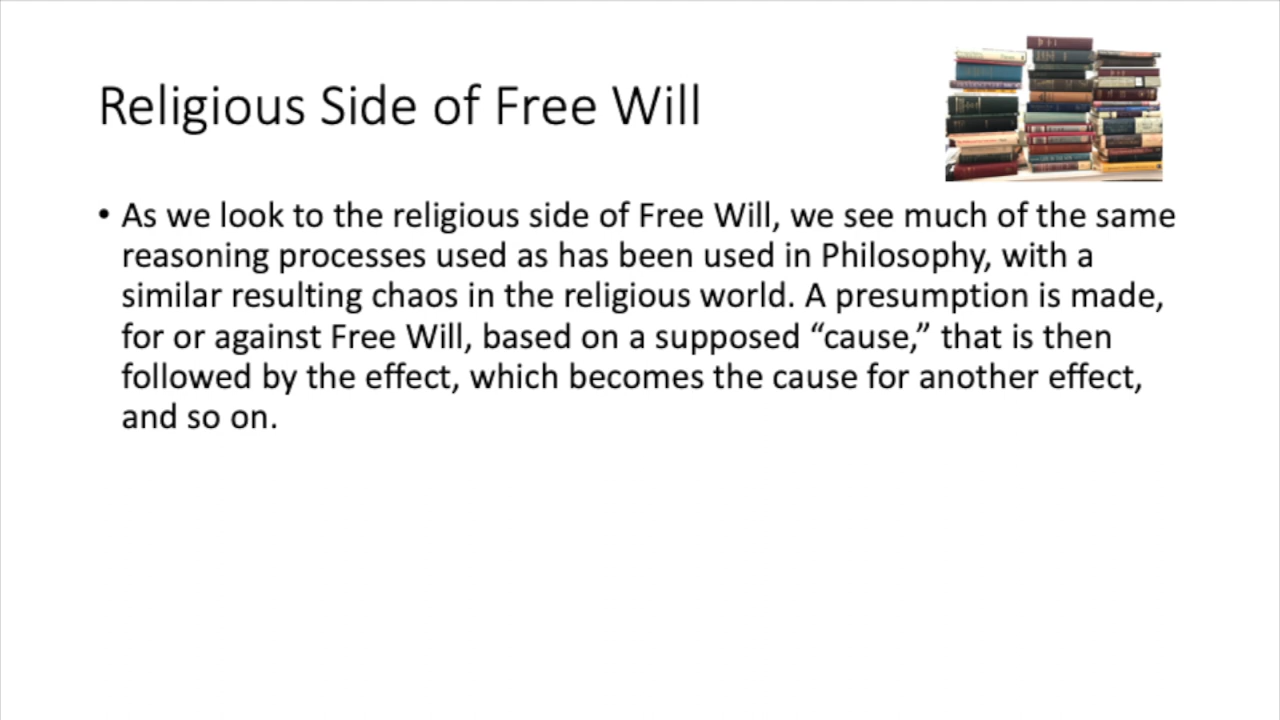 Religious Side of Free Will
• As we look to the religious side of Free Will, we see much of the same
reasoning processes used as has been used in Philosophy, with a
similar resulting chaos in the religious world. A presumption is made,
for or against Free Will, based on a supposed “cause,” that is then
followed by the effect, which becomes the cause for another effect,
and so on.